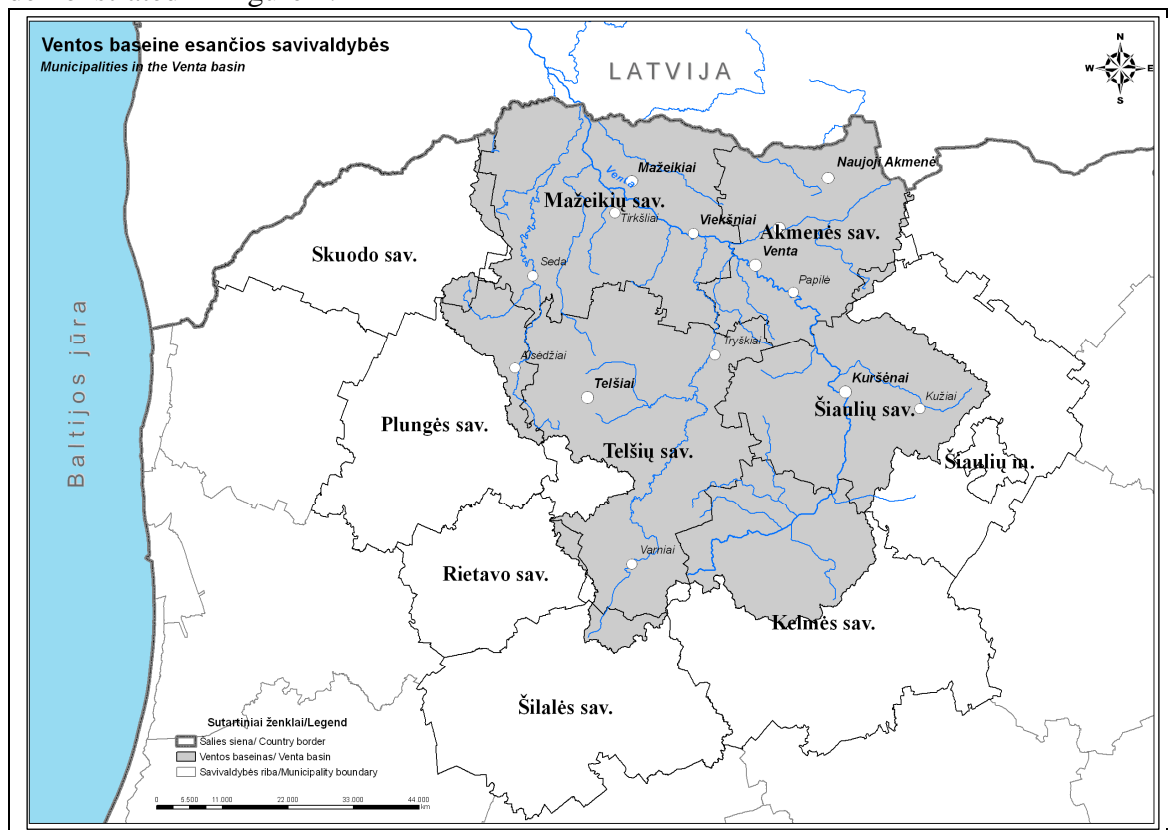 Ventos baseine esančios savivaldybės
Municipalities in the Venta basin
LATVIJA
N
W E
S
Mažeikiai
Naujoji Akmenė
Venta
Mažeikių sav.
Tirkšliai
Viekšniai
Akmenės sav.
Skuodo sav.
Venta
Seda
Papilė
Baltijos jūra
Tryškiai
Alsėdžiai
Telšiai
Kuršėnai
Kužiai
Šiaulių sav.
Plungės sav.
Telšių sav.
Šiaulių m.
Varniai
Rietavo sav.
Kelmės sav.
Šilalės sav.
Sutartiniai ženklai/Legend
Salies siena/ Country border
Ventos baseinas/ Venta basin
Savivaldybės riba/Municipality boundary
0 5 500 11 000 22 000 33 000 44 000
km